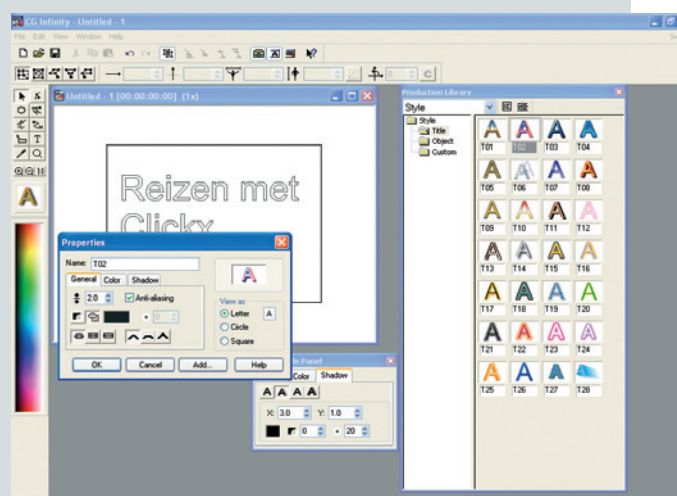 CG Infinity - Untitled - 1
File Edit View Window Help
Untitled - 1 [00:00:00:00] (1x)
Reizen met
Clickx
Properties
Name: T02
General Color Shadow
2.0 Anti-aliasing
0
View as
Letter A
Circle
Square
OK Cancel Add... Help
Panel
Color Shadow
A A A A
X: 3.0 Y: 1.0
0 20
Production Library
Style
Style
Title
Object
Custom
T01 T02 T03 T04
T05 T06 T07 T08
T09 T10 T11 T12
T13 T14 T15 T16
T17 T18 T19 T20
T21 T22 T23 T24
T25 T26 T27 T28